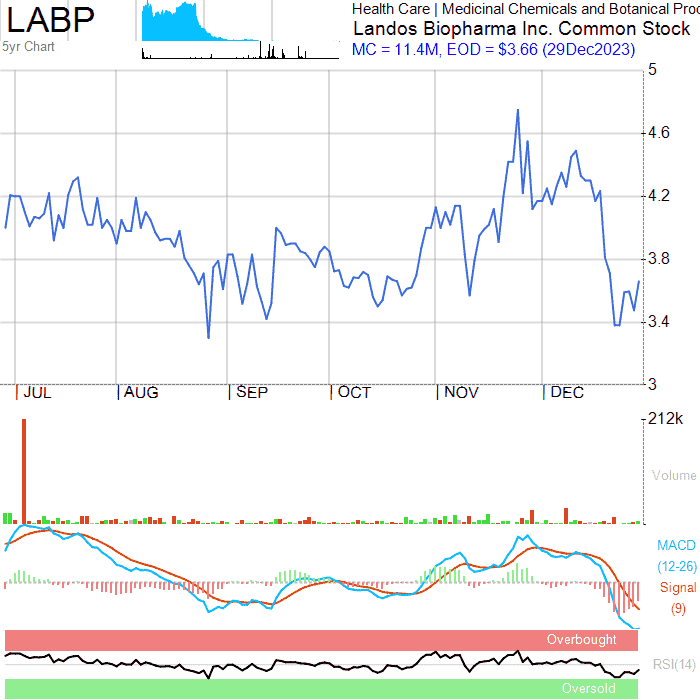 LABP
5yr Chart
Health Care | Medicinal Chemicals and Botanical Proc
Landos Biopharma Inc. Common Stock
MC = 11.4M, EOD = $3.66 (29Dec2023)
5
4.6
4.2
3.8
3.4
3
JUL AUG SEP OCT NOV DEC
212k
Volume
MACD
(12-26)
Signal
(9)
Overbought
RSI(14)
Oversold